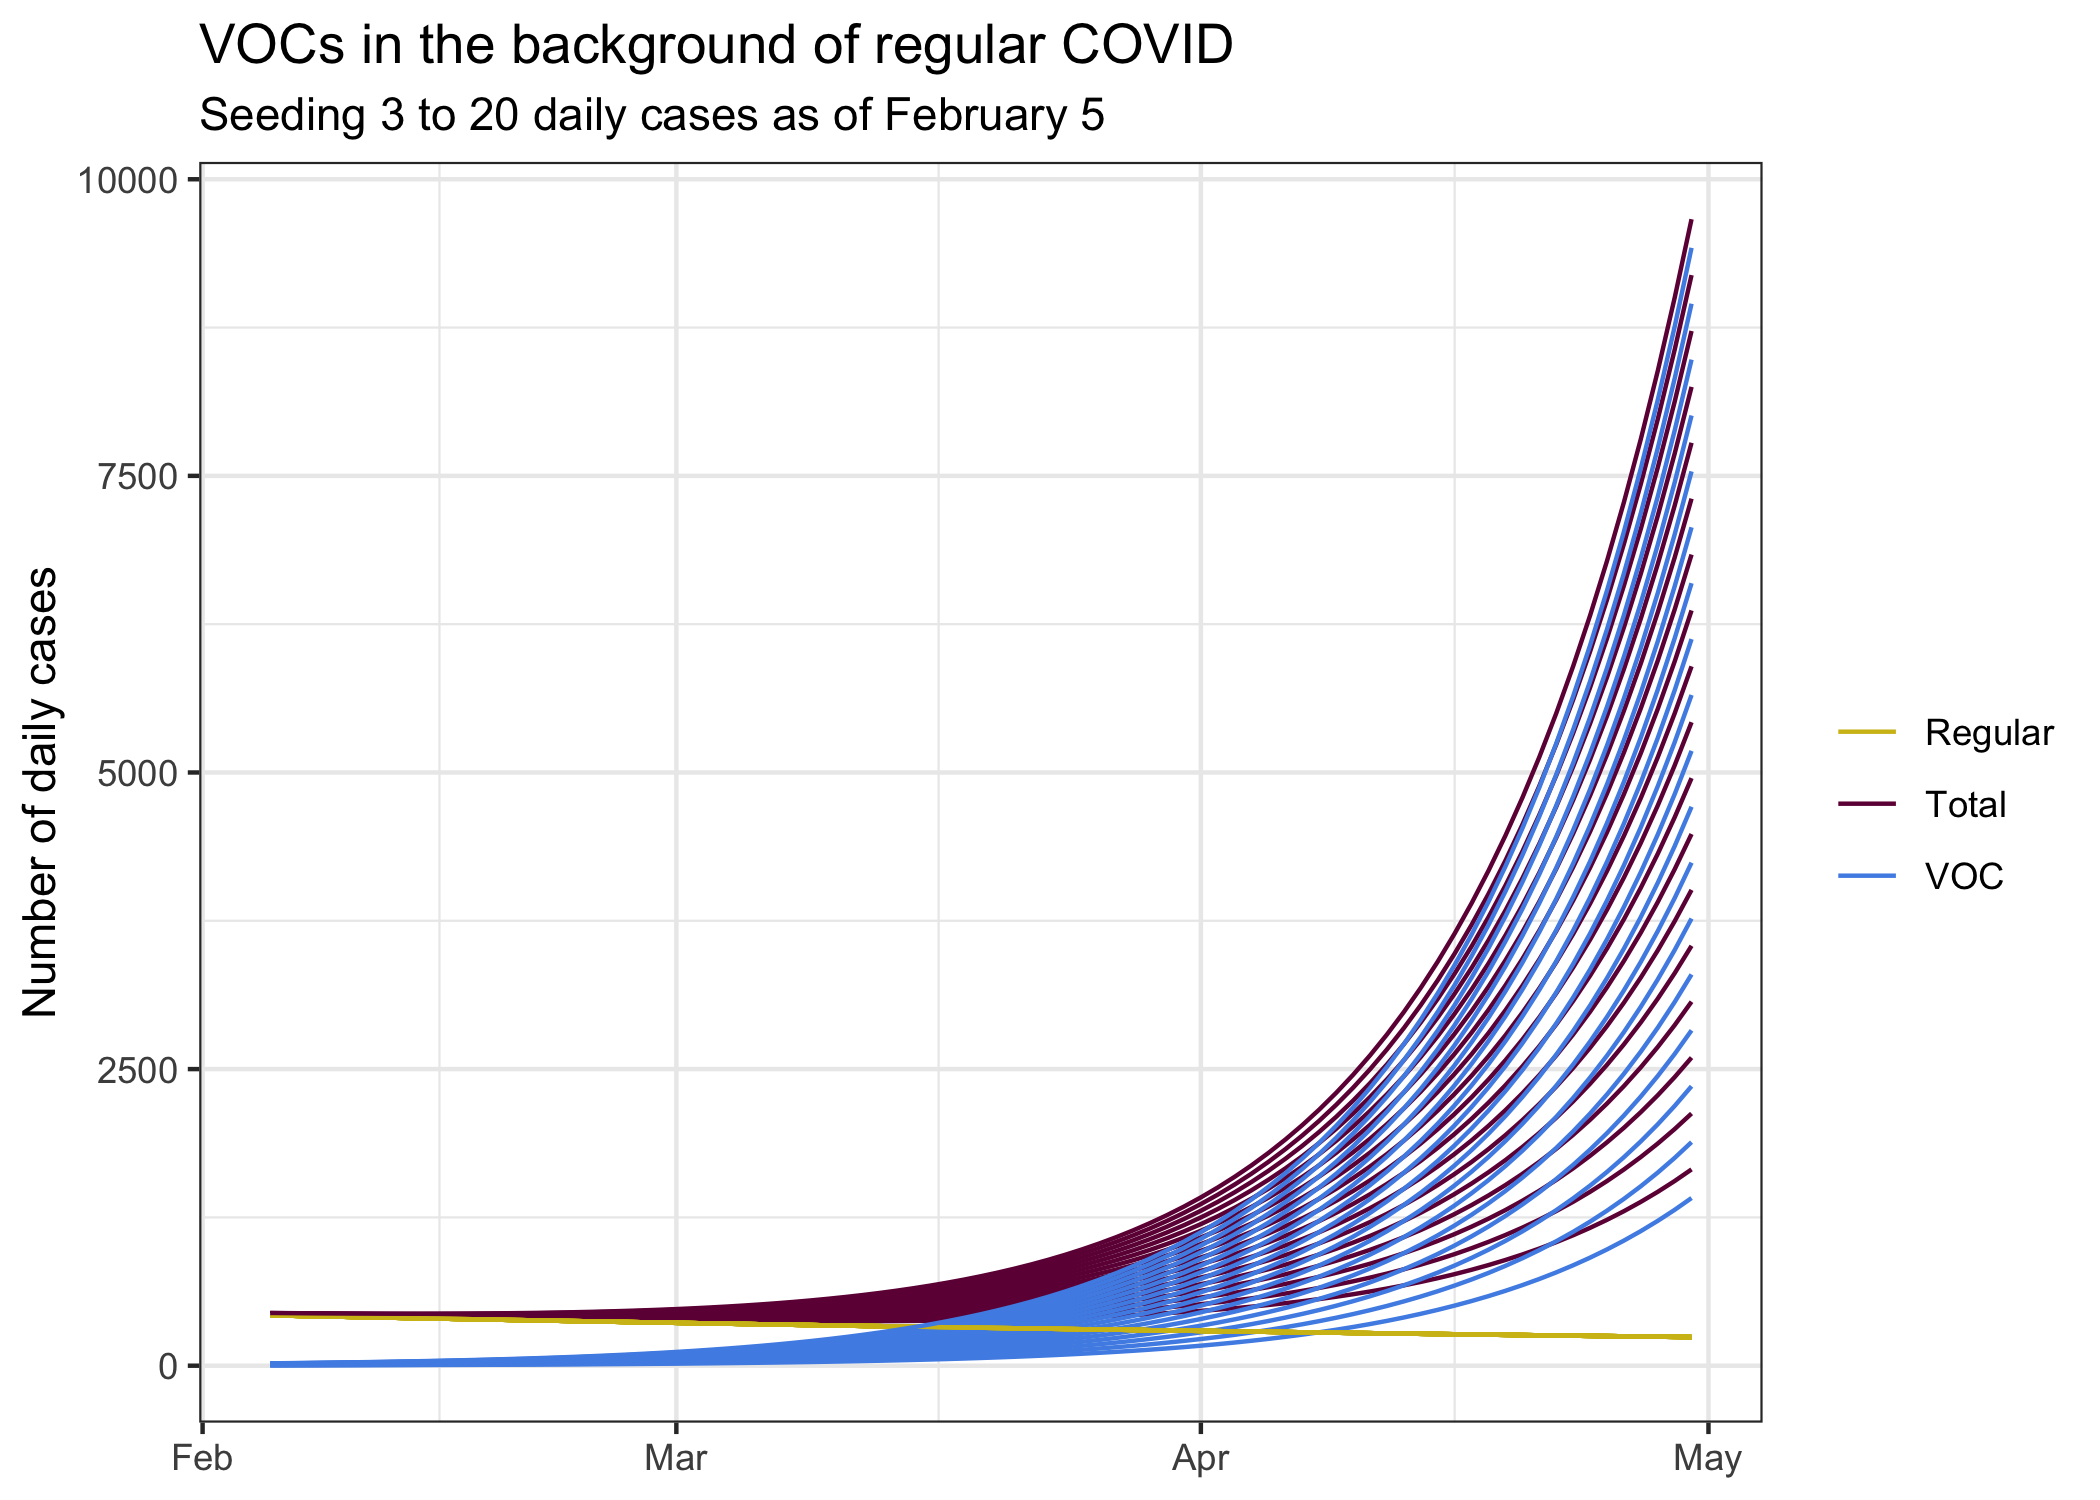 VOCs in the background of regular COVID
Seeding 3 to 20 daily cases as of February 5
Number of daily cases
10000
7500
5000
2500
0
Feb
Mar
Apr
May
Regular
Total
VOC